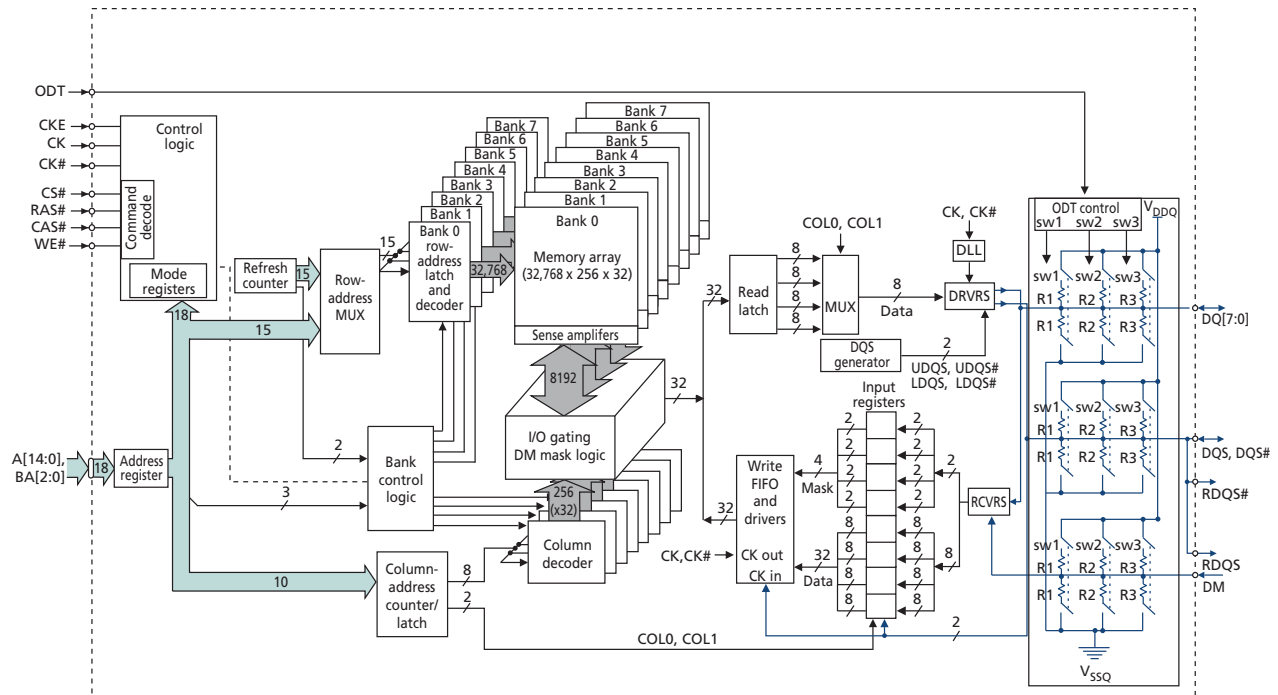 ODT
CKE
CK
CK#
CS#
RAS#
CAS#
WE#
Control
logic
Command
decode
Mode
registers
Refresh
counter
15
Row-
address
MUX
18
15
15
Bank 7
Bank 6
Bank 5
Bank 4
Bank 3
Bank 2
Bank 1
Bank 0
row-
address
latch
and
decoder
32,768
Bank 7
Bank 6
Bank 5
Bank 4
Bank 3
Bank 2
Bank 1
Bank 0
Memory array
(32,768 x 256 x 32)
Sense amplifers
8192
I/O gating
DM mask logic
256
(x32)
Column
decoder
A[14:0],
BA[2:0]
18
Address
register
2
3
Bank
control
logic
10
Column-
address
counter/
latch
8
2
COL0, COL1
32
32
32
Read
latch
8
8
8
8
COL0, COL1
MUX
8
Data
CK, CK#
DLL
DRVRS
DQS
generator
2
UDQS, UDQS#
LDQS, LDQS#
Input
registers
2
2
2
2
8
8
8
8
2
2
2
2
8
8
8
8
4
Mask
32
Data
Write
FIFO
and
drivers
CK out
CK in
CK,CK#
2
8
RCVRS
2
ODT control
sw1 sw2 sw3
VDDQ
sw1 sw2 sw3
R1 R2 R3
R1 R2 R3
sw1 sw2 sw3
R1 R2 R3
R1 R2 R3
sw1 sw2 sw3
R1 R2 R3
R1 R2 R3
VSSQ
DQ[7:0]
DQS, DQS#
RDQS#
RDQS
DM